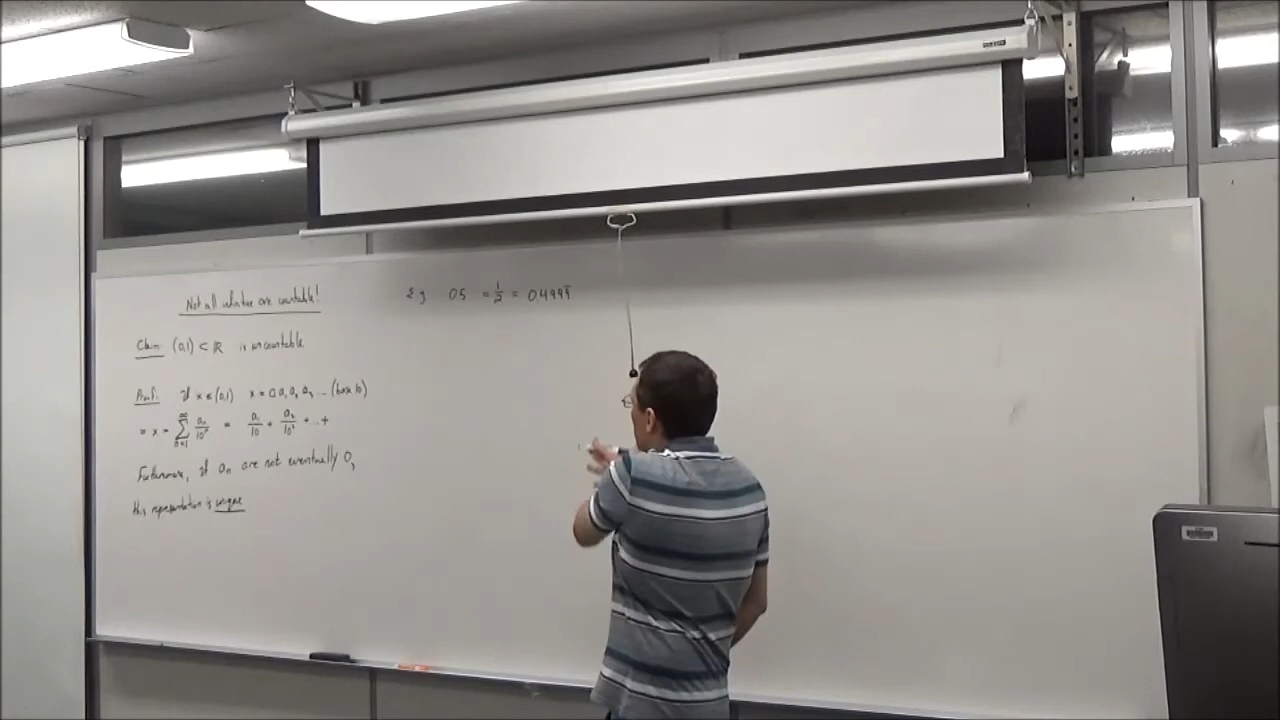 Not all infinities are countable!
Claim: (0,1) ⊂ ℝ is uncountable
Proof: If x ∈ (0,1) x = 0.a₁a₂a₃... (base 10)
= x = ∑_{n=1}^{∞} aₙ/10ⁿ = a₁/10 + a₂/10² + ... +
Furthermore, if aₙ are not eventually 0,
this representation is unique
E.g. 0.5 = 1/2 = 0.4999̅